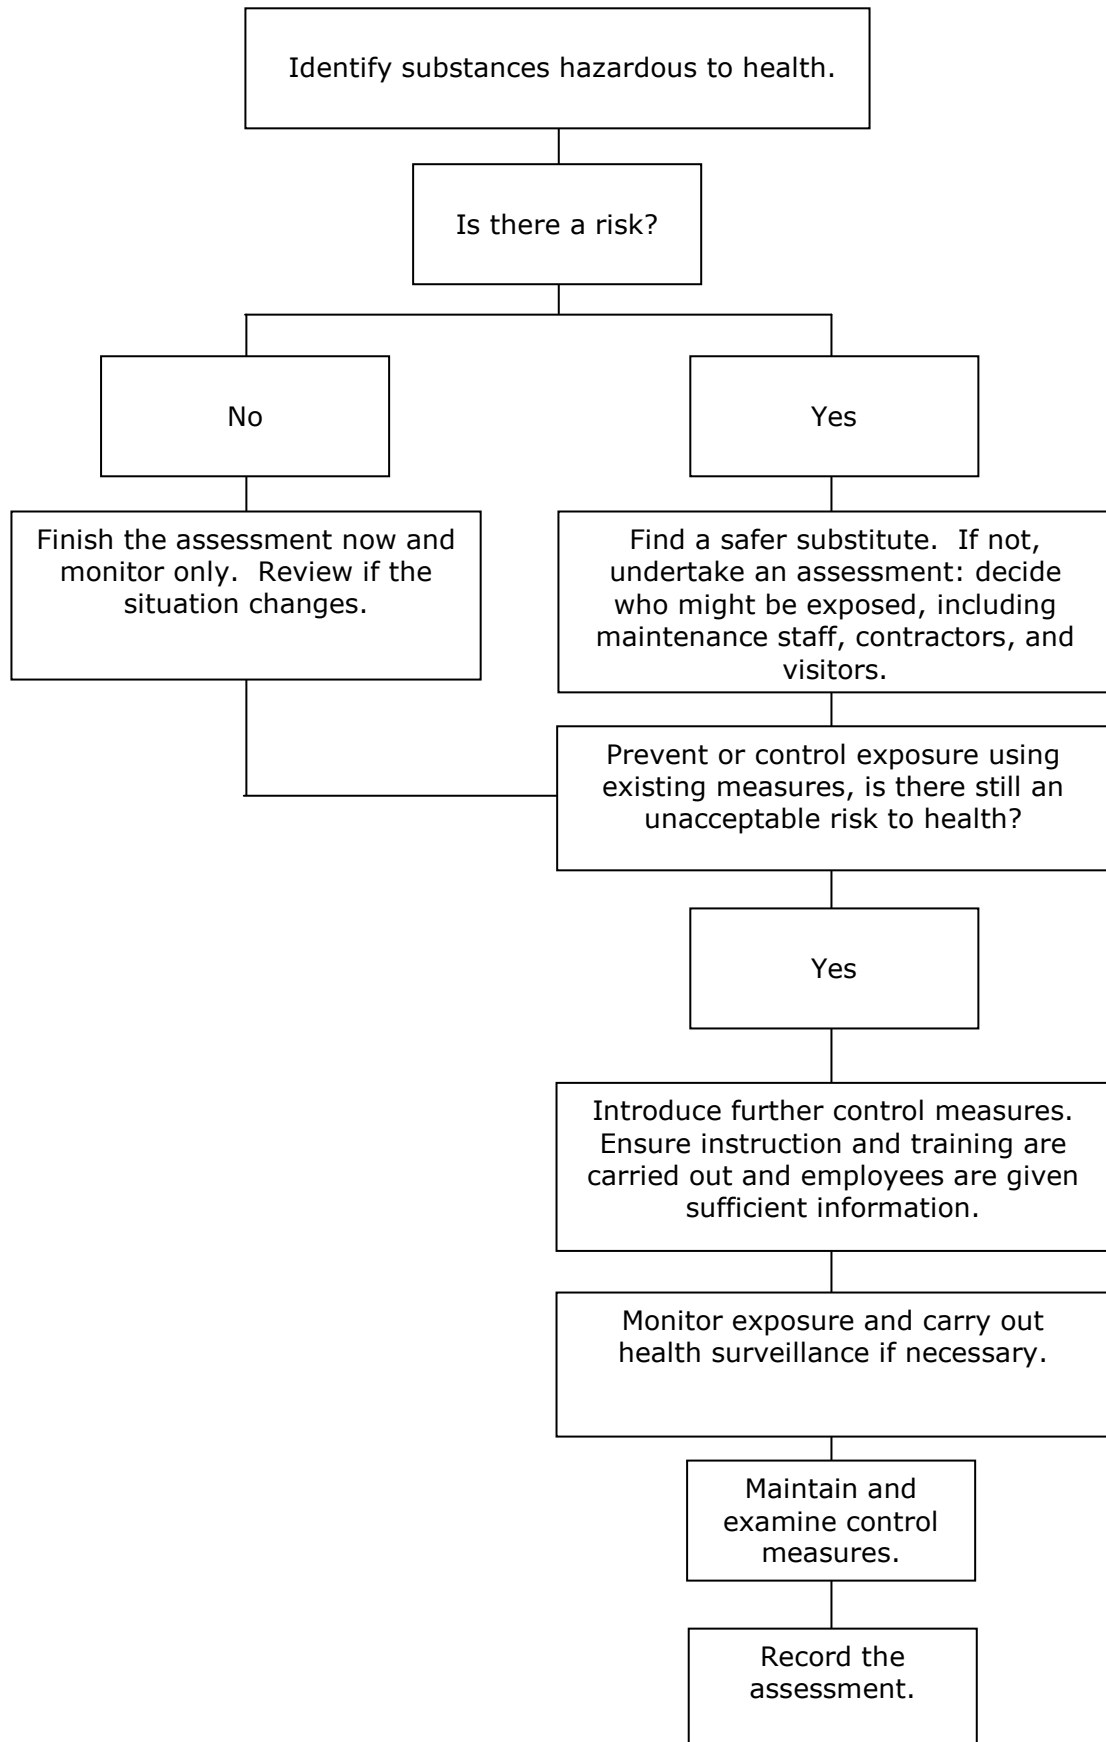 Identify substances hazardous to health.
Is there a risk?
No
Yes
Finish the assessment now and
monitor only.  Review if the
situation changes.
Find a safer substitute.  If not,
undertake an assessment: decide
who might be exposed, including
maintenance staff, contractors, and
visitors.
Prevent or control exposure using
existing measures, is there still an
unacceptable risk to health?
Yes
Introduce further control measures.
Ensure instruction and training are
carried out and employees are given
sufficient information.
Monitor exposure and carry out
health surveillance if necessary.
Maintain and
examine control
measures.
Record the
assessment.